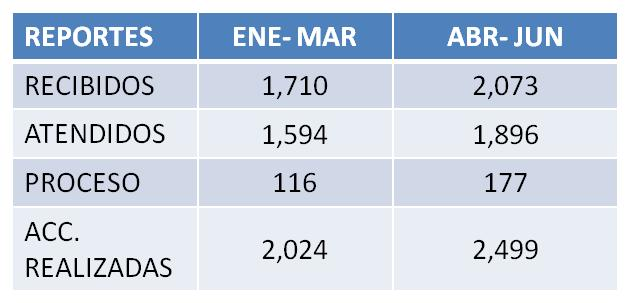 REPORTES ENE- MAR ABR- JUN
RECIBIDOS 1,710 2,073
ATENDIDOS 1,594 1,896
PROCESO 116 177
ACC.
REALIZADAS 2,024 2,499